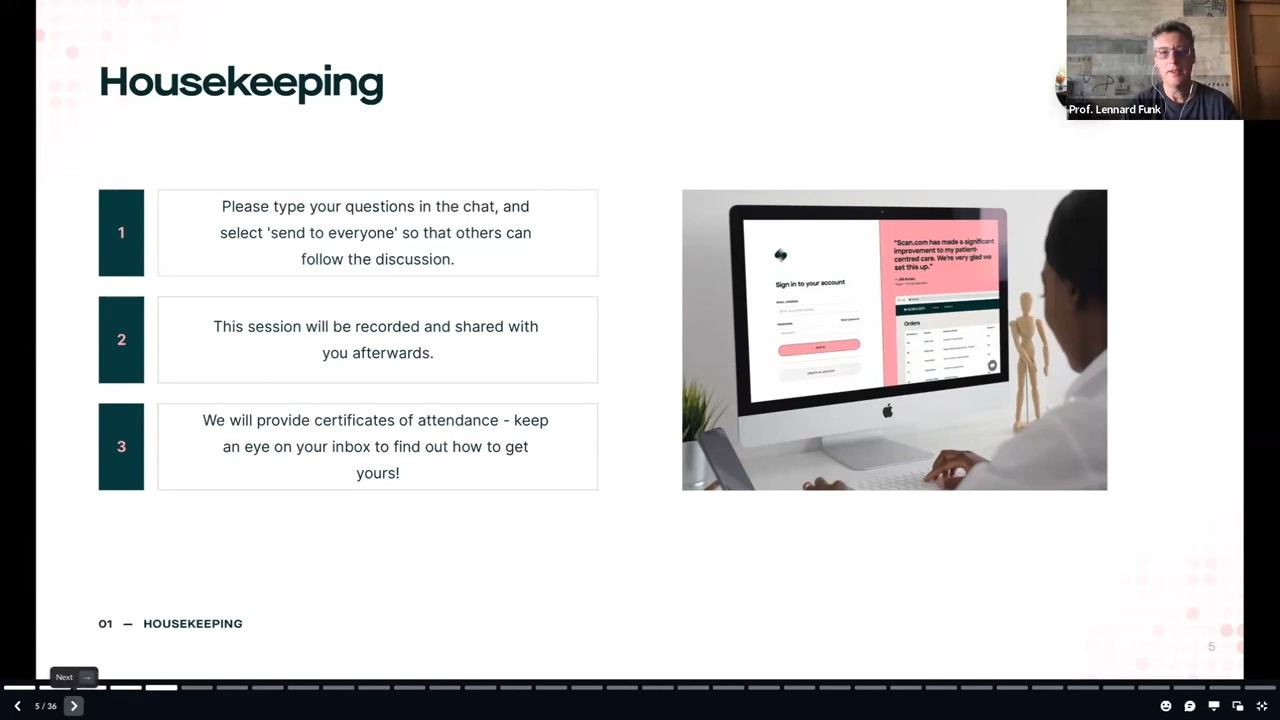 Housekeeping
Prof. Lennard Funk
1
Please type your questions in the chat, and
select 'send to everyone' so that others can
follow the discussion.
2
This session will be recorded and shared with
you afterwards.
3
We will provide certificates of attendance - keep
an eye on your inbox to find out how to get
yours!
Sign in to your account
"Scan.com has made a significant
improvement to my patient-
centred care. We're very glad we
set this up."
Orders
01 — HOUSEKEEPING
5
Next →
5 / 36